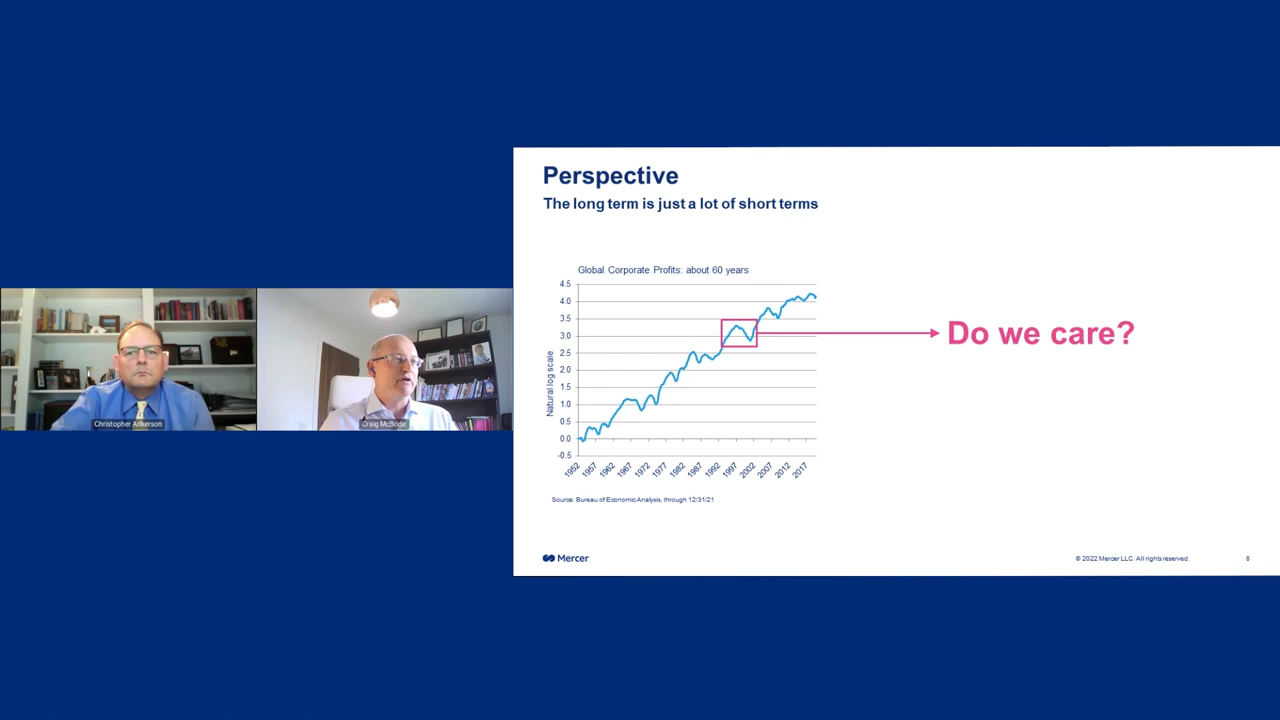 Perspective
The long term is just a lot of short terms
Global Corporate Profits: about 60 years
Natural log scale
4.5
4.0
3.5
3.0
2.5
2.0
1.5
1.0
0.5
0.0
-0.5
1952
1957
1962
1967
1972
1977
1982
1987
1992
1997
2002
2007
2012
2017
Do we care?
Source: Bureau of Economic Analysis, through 12/31/21
Christopher Adkerson
Craig McBride
Mercer
© 2022 Mercer LLC. All rights reserved.
8